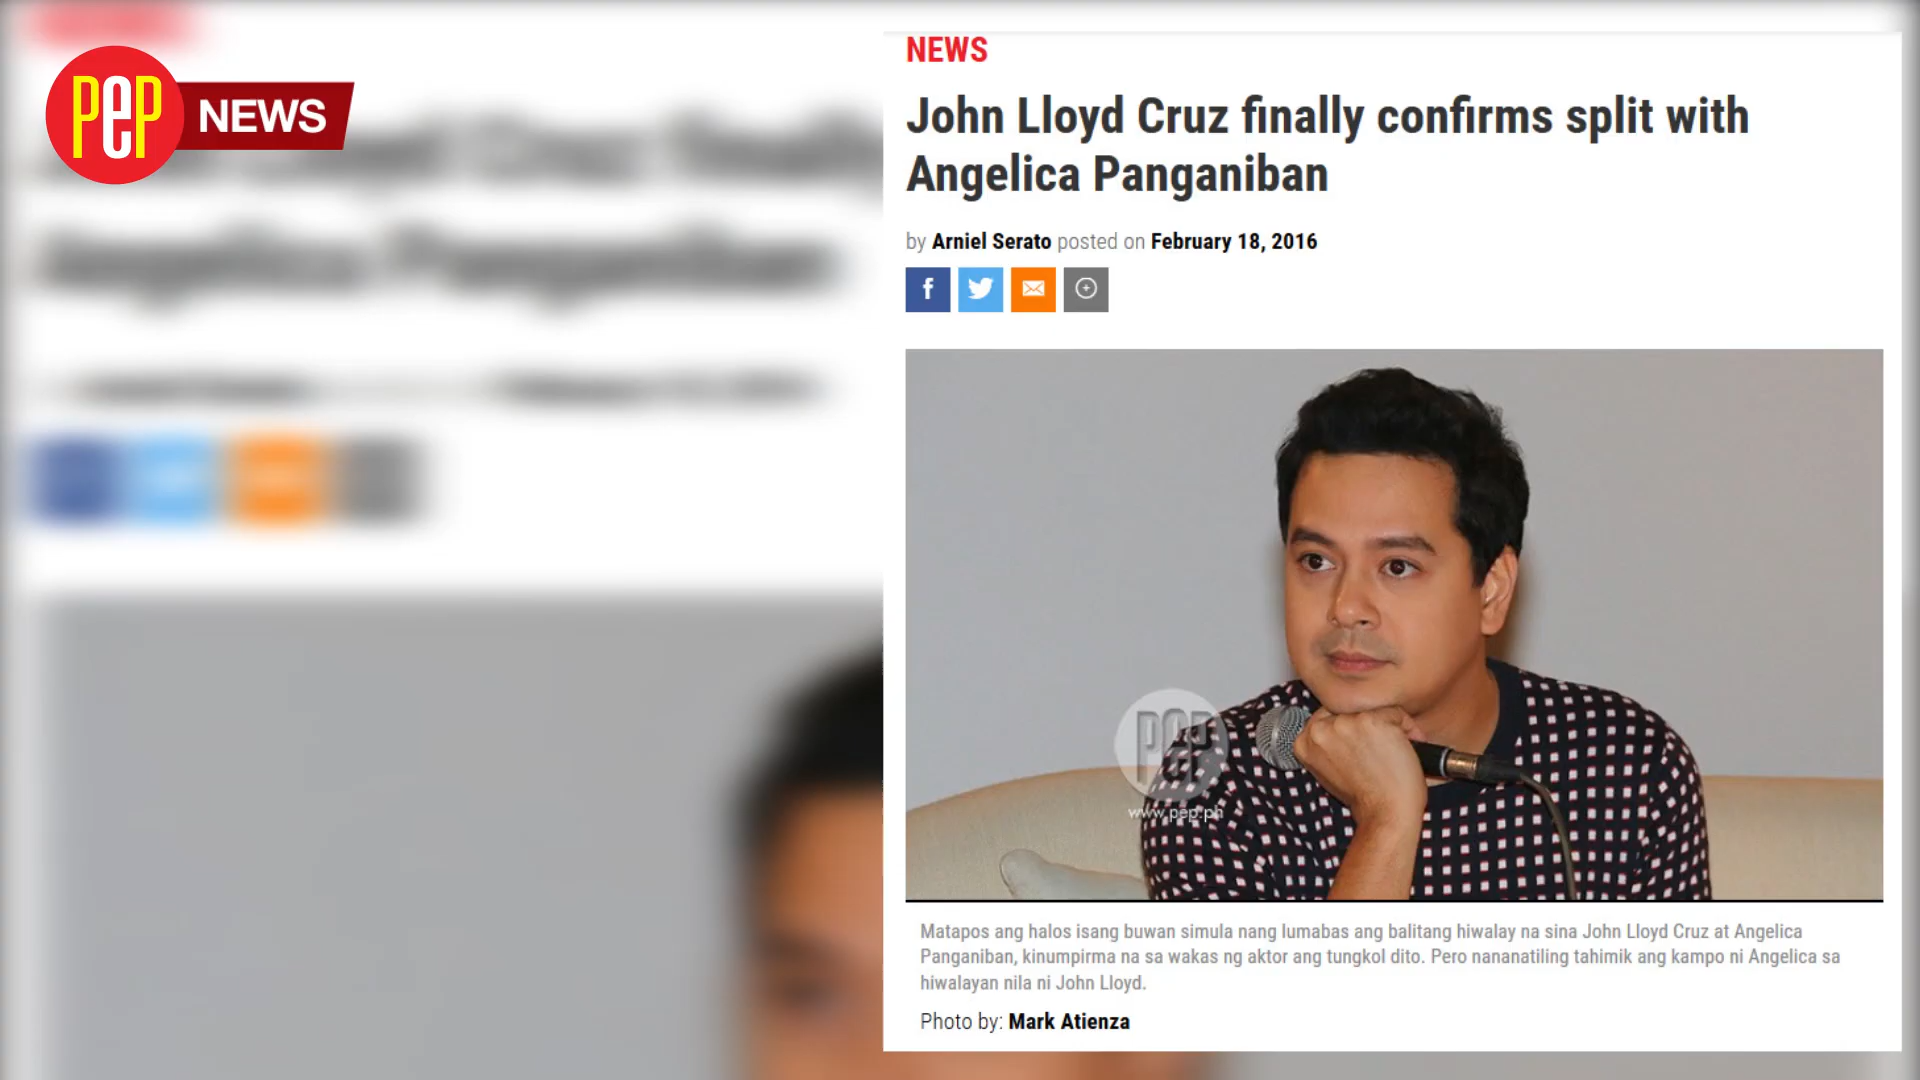 PEP NEWS
NEWS
John Lloyd Cruz finally confirms split with
Angelica Panganiban
by Arniel Serato posted on February 18, 2016
PEP
www.pep.ph
Matapos ang halos isang buwan simula nang lumabas ang balitang hiwalay na sina John Lloyd Cruz at Angelica
Panganiban, kinumpirma na sa wakas ng aktor ang tungkol dito. Pero nananatiling tahimik ang kampo ni Angelica sa
hiwalayan nila ni John Lloyd.
Photo by: Mark Atienza